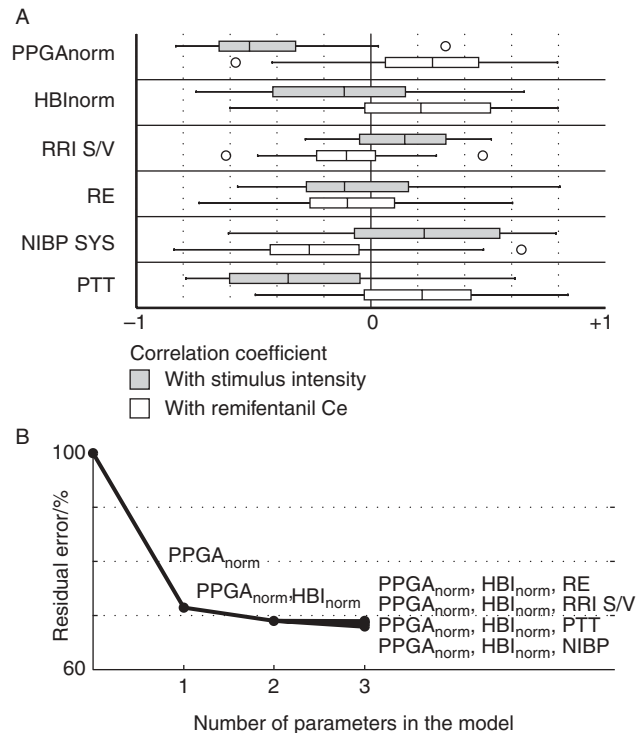 A
PPGAnorm
HBInorm
RRI S/V
RE
NIBP SYS
PTT
−1 0 +1
Correlation coefficient
With stimulus intensity
With remifentanil Ce
B
100
60
Residual error/%
PPGAnorm
PPGAnorm, HBInorm
PPGAnorm, HBInorm, RE
PPGAnorm, HBInorm, RRI S/V
PPGAnorm, HBInorm, PTT
PPGAnorm, HBInorm, NIBP
1 2 3
Number of parameters in the model